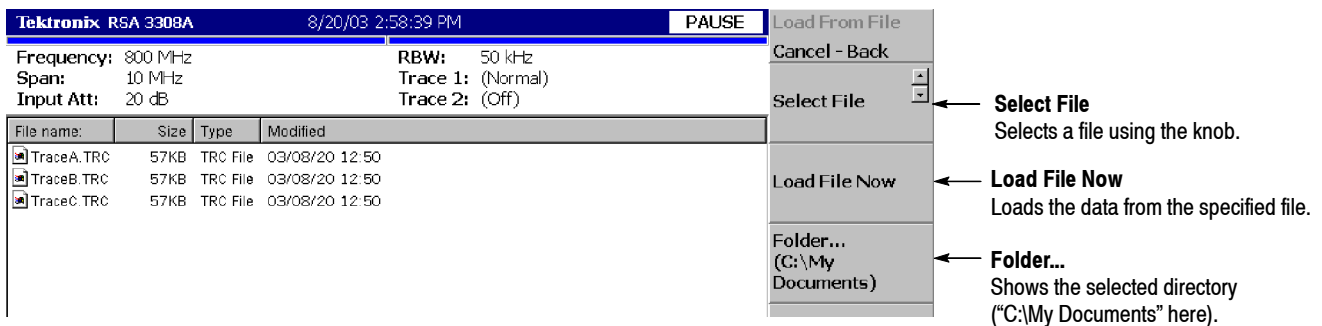 Tektronix RSA 3308A 8/20/03 2:58:39 PM PAUSE
Frequency: 800 MHz
Span: 10 MHz
Input Att: 20 dB
RBW: 50 kHz
Trace 1: (Normal)
Trace 2: (Off)
File name: Size Type Modified
TraceA.TRC 57KB TRC File 03/08/20 12:50
TraceB.TRC 57KB TRC File 03/08/20 12:50
TraceC.TRC 57KB TRC File 03/08/20 12:50
Load From File
Cancel - Back
Select File
Load File Now
Folder...
(C:\My
Documents)
Select File
Selects a file using the knob.
Load File Now
Loads the data from the specified file.
Folder...
Shows the selected directory
(“C:\My Documents” here).